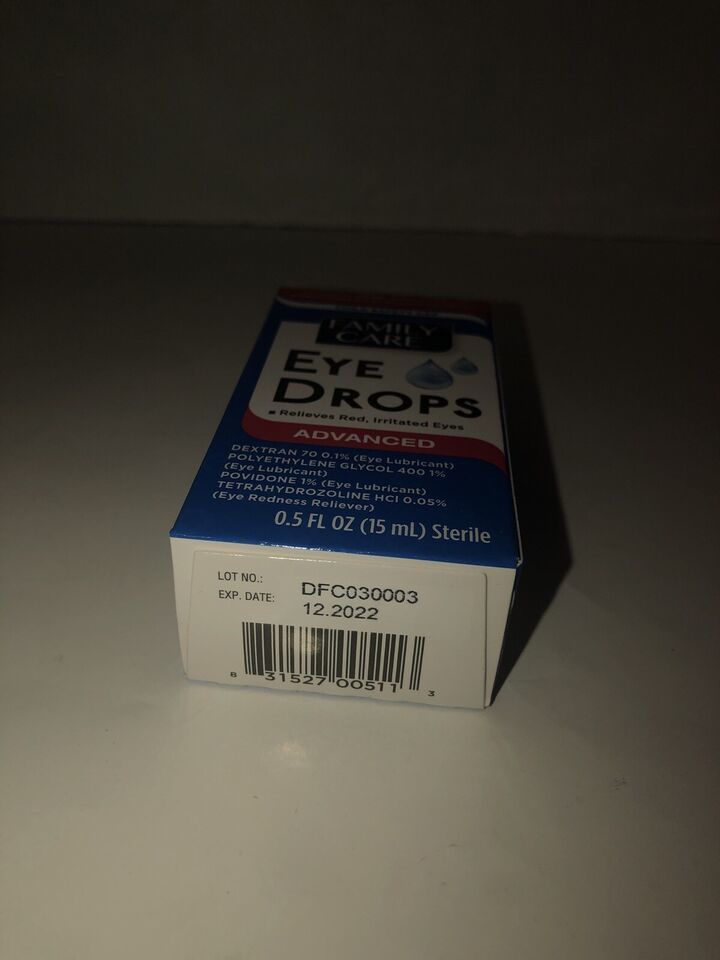 FAMILY
CARE
EYE
DROPS
▪ Relieves Red, Irritated Eyes
ADVANCED
DEXTRAN 70 0.1% (Eye Lubricant)
POLYETHYLENE GLYCOL 400 1%
(Eye Lubricant)
POVIDONE 1% (Eye Lubricant)
TETRAHYDROZOLINE HCl 0.05%
(Eye Redness Reliever)
0.5 FL OZ (15 mL) Sterile
LOT NO.: DFC030003
EXP. DATE: 12.2022
8 31527 00511 3